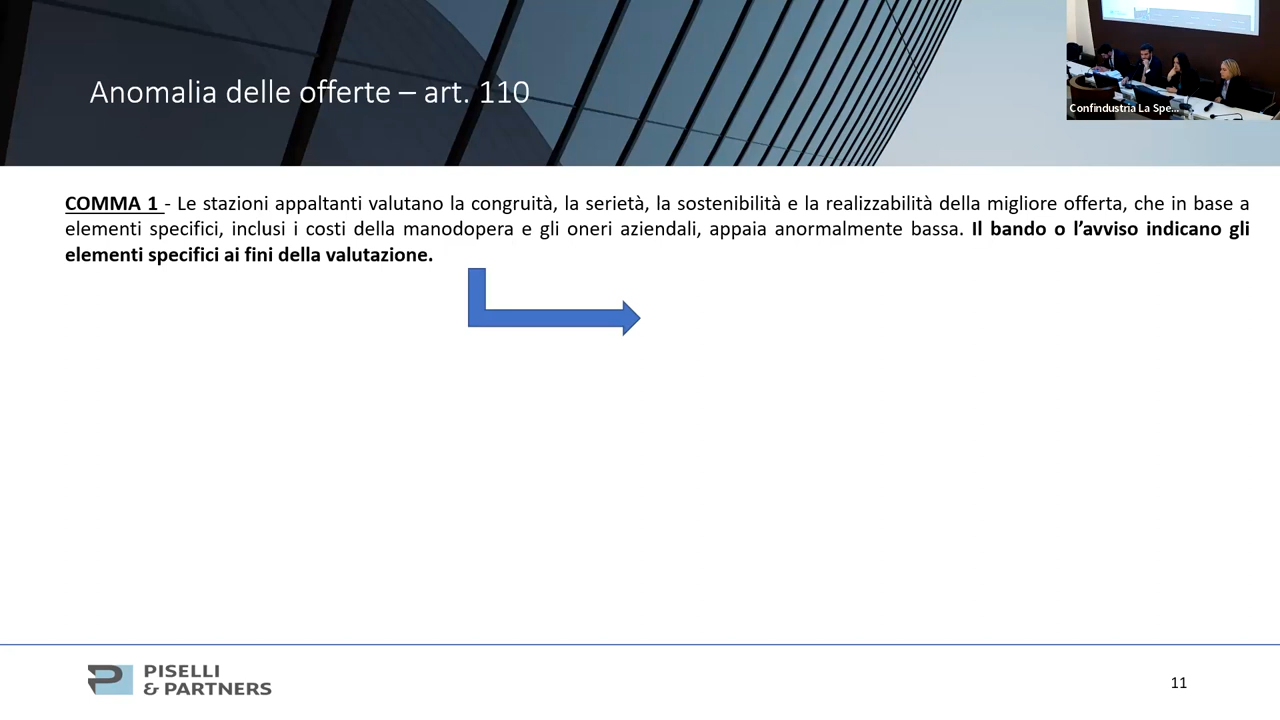 Anomalia delle offerte – art. 110
Confindustria La Spe...
COMMA 1 - Le stazioni appaltanti valutano la congruità, la serietà, la sostenibilità e la realizzabilità della migliore offerta, che in base a
elementi specifici, inclusi i costi della manodopera e gli oneri aziendali, appaia anormalmente bassa. Il bando o l’avviso indicano gli
elementi specifici ai fini della valutazione.
PISELLI
& PARTNERS
11